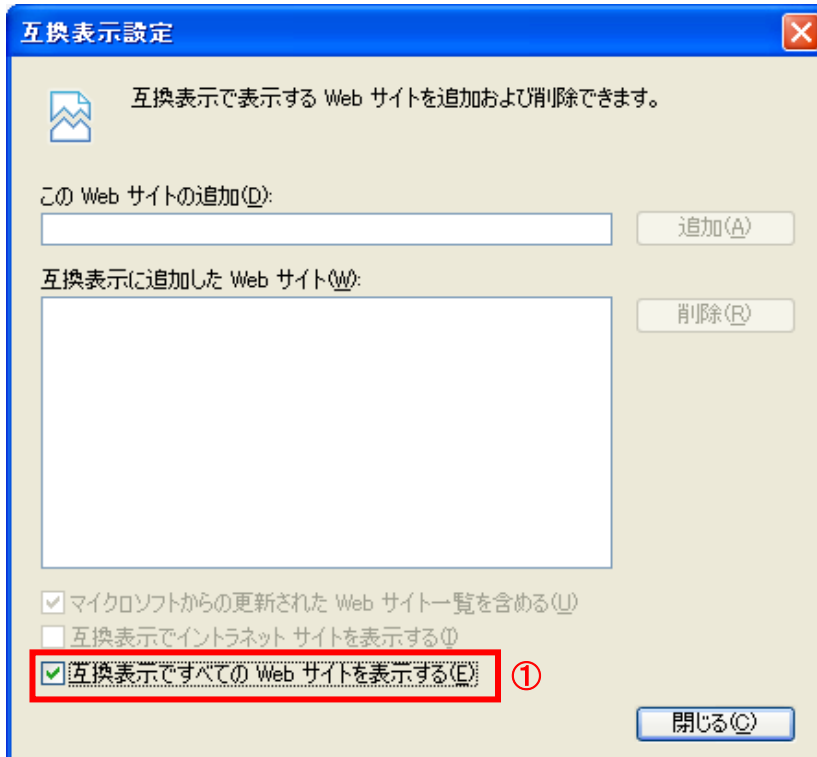 互換表示設定
互換表示で表示する Web サイトを追加および削除できます。
この Web サイトの追加(D):
追加(A)
互換表示に追加した Web サイト(W):
削除(R)
マイクロソフトからの更新された Web サイト一覧を含める(U)
互換表示でイントラネット サイトを表示する(I)
互換表示ですべての Web サイトを表示する(E)
①
閉じる(C)